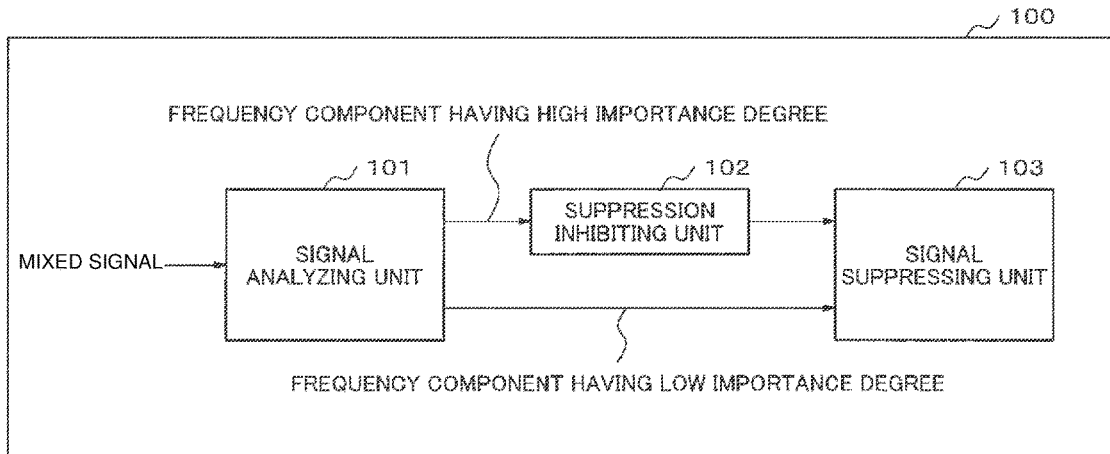 100
FREQUENCY COMPONENT HAVING HIGH IMPORTANCE DEGREE
101
102
103
SUPPRESSION
INHIBITING UNIT
MIXED SIGNAL
SIGNAL
ANALYZING UNIT
SIGNAL
SUPPRESSING UNIT
FREQUENCY COMPONENT HAVING LOW IMPORTANCE DEGREE